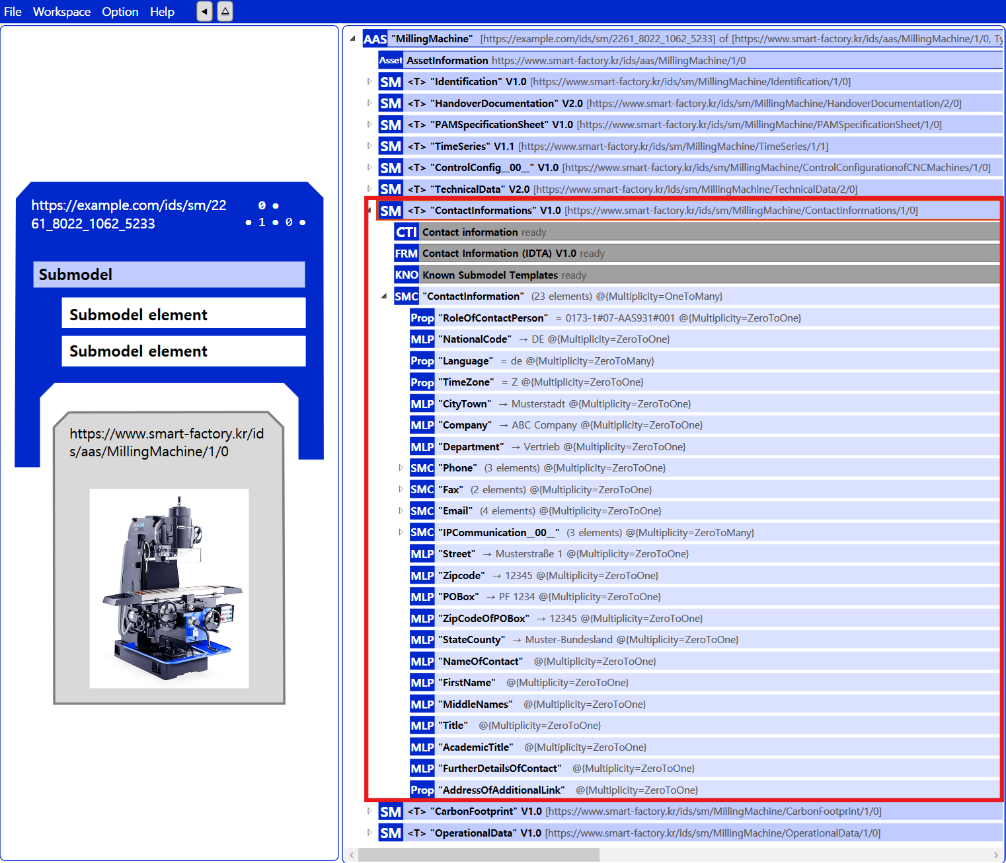 File Workspace Option Help
https://example.com/ids/sm/22
61_8022_1062_5233
0
1 0
Submodel
Submodel element
Submodel element
https://www.smart-factory.kr/id
s/aas/MillingMachine/1/0
AAS "MillingMachine" [https://example.com/ids/sm/2261_8022_1062_5233] of [https://www.smart-factory.kr/ids/aas/MillingMachine/1/0, Ty
Asset AssetInformation https://www.smart-factory.kr/ids/aas/MillingMachine/1/0
SM <T> "Identification" V1.0 [https://www.smart-factory.kr/ids/sm/MillingMachine/Identification/1/0]
SM <T> "HandoverDocumentation" V2.0 [https://www.smart-factory.kr/ids/sm/MillingMachine/HandoverDocumentation/2/0]
SM <T> "PAMSpecificationSheet" V1.0 [https://www.smart-factory.kr/ids/sm/MillingMachine/PAMSpecificationSheet/1/0]
SM <T> "TimeSeries" V1.1 [https://www.smart-factory.kr/ids/sm/MillingMachine/TimeSeries/1/1]
SM <T> "ControlConfig__00__" V1.0 [https://www.smart-factory.kr/ids/sm/MillingMachine/ControlConfigurationofCNCMachines/1/0]
SM <T> "TechnicalData" V2.0 [https://www.smart-factory.kr/ids/sm/MillingMachine/TechnicalData/2/0]
SM <T> "ContactInformations" V1.0 [https://www.smart-factory.kr/ids/sm/MillingMachine/ContactInformations/1/0]
CTI Contact information ready
FRM Contact Information (IDTA) V1.0 ready
KNO Known Submodel Templates ready
SMC "ContactInformation" (23 elements) @{Multiplicity=OneToMany}
Prop "RoleOfContactPerson" = 0173-1#07-AAS931#001 @{Multiplicity=ZeroToOne}
MLP "NationalCode" → DE @{Multiplicity=ZeroToOne}
Prop "Language" = de @{Multiplicity=ZeroToMany}
Prop "TimeZone" = Z @{Multiplicity=ZeroToOne}
MLP "CityTown" → Musterstadt @{Multiplicity=ZeroToOne}
MLP "Company" → ABC Company @{Multiplicity=ZeroToOne}
MLP "Department" → Vertrieb @{Multiplicity=ZeroToOne}
SMC "Phone" (3 elements) @{Multiplicity=ZeroToOne}
SMC "Fax" (2 elements) @{Multiplicity=ZeroToOne}
SMC "Email" (4 elements) @{Multiplicity=ZeroToOne}
SMC "IPCommunication__00__" (3 elements) @{Multiplicity=ZeroToMany}
MLP "Street" → Musterstraße 1 @{Multiplicity=ZeroToOne}
MLP "Zipcode" → 12345 @{Multiplicity=ZeroToOne}
MLP "POBox" → PF 1234 @{Multiplicity=ZeroToOne}
MLP "ZipCodeOfPOBox" → 12345 @{Multiplicity=ZeroToOne}
MLP "StateCounty" → Muster-Bundesland @{Multiplicity=ZeroToOne}
MLP "NameOfContact" @{Multiplicity=ZeroToOne}
MLP "FirstName" @{Multiplicity=ZeroToOne}
MLP "MiddleNames" @{Multiplicity=ZeroToOne}
MLP "Title" @{Multiplicity=ZeroToOne}
MLP "AcademicTitle" @{Multiplicity=ZeroToOne}
MLP "FurtherDetailsOfContact" @{Multiplicity=ZeroToOne}
Prop "AddressOfAdditionalLink" @{Multiplicity=ZeroToOne}
SM <T> "CarbonFootprint" V1.0 [https://www.smart-factory.kr/ids/sm/MillingMachine/CarbonFootprint/1/0]
SM <T> "OperationalData" V1.0 [https://www.smart-factory.kr/ids/sm/MillingMachine/OperationalData/1/0]